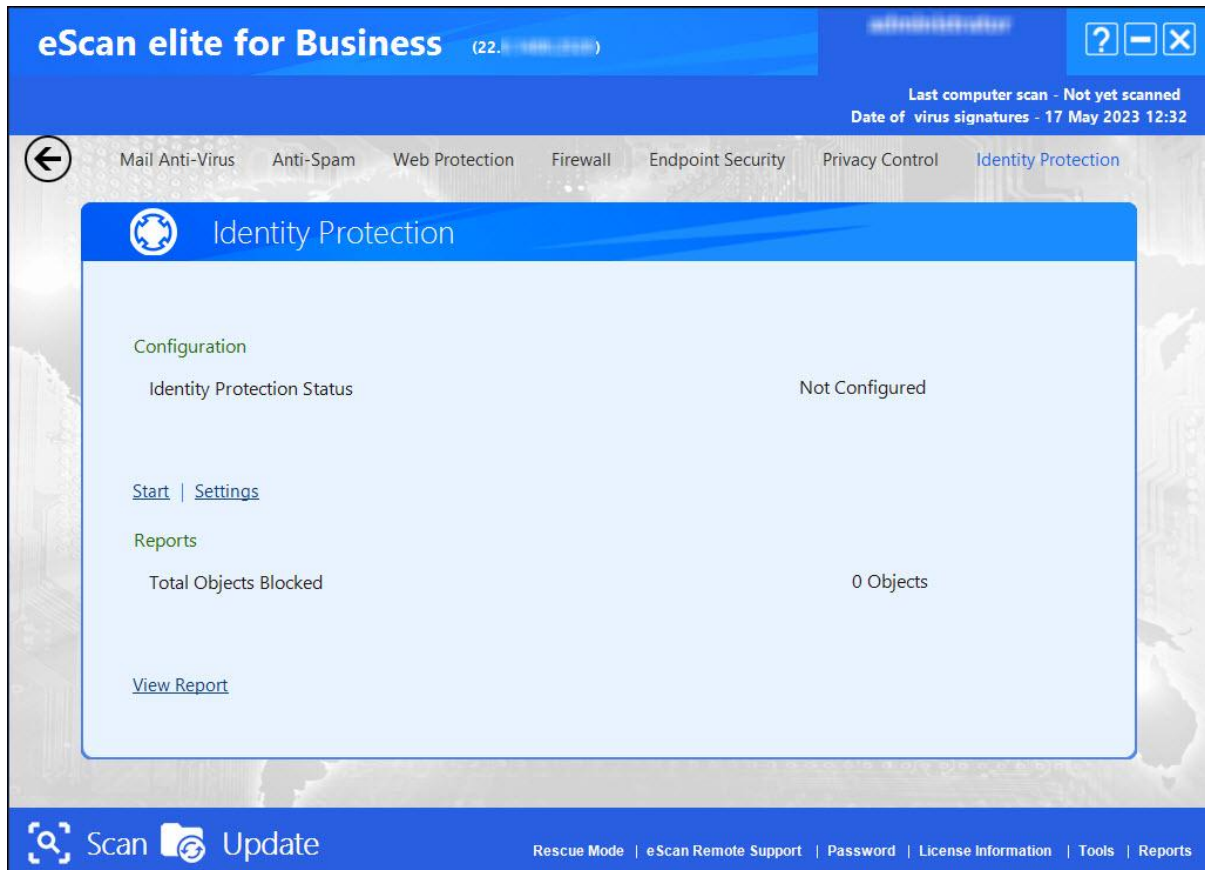 eScan elite for Business (22.
Last computer scan - Not yet scanned
Date of virus signatures - 17 May 2023 12:32
Mail Anti-Virus Anti-Spam Web Protection Firewall Endpoint Security Privacy Control Identity Protection
Identity Protection
Configuration
Identity Protection Status Not Configured
Start | Settings
Reports
Total Objects Blocked 0 Objects
View Report
Scan Update Rescue Mode | eScan Remote Support | Password | License Information | Tools | Reports